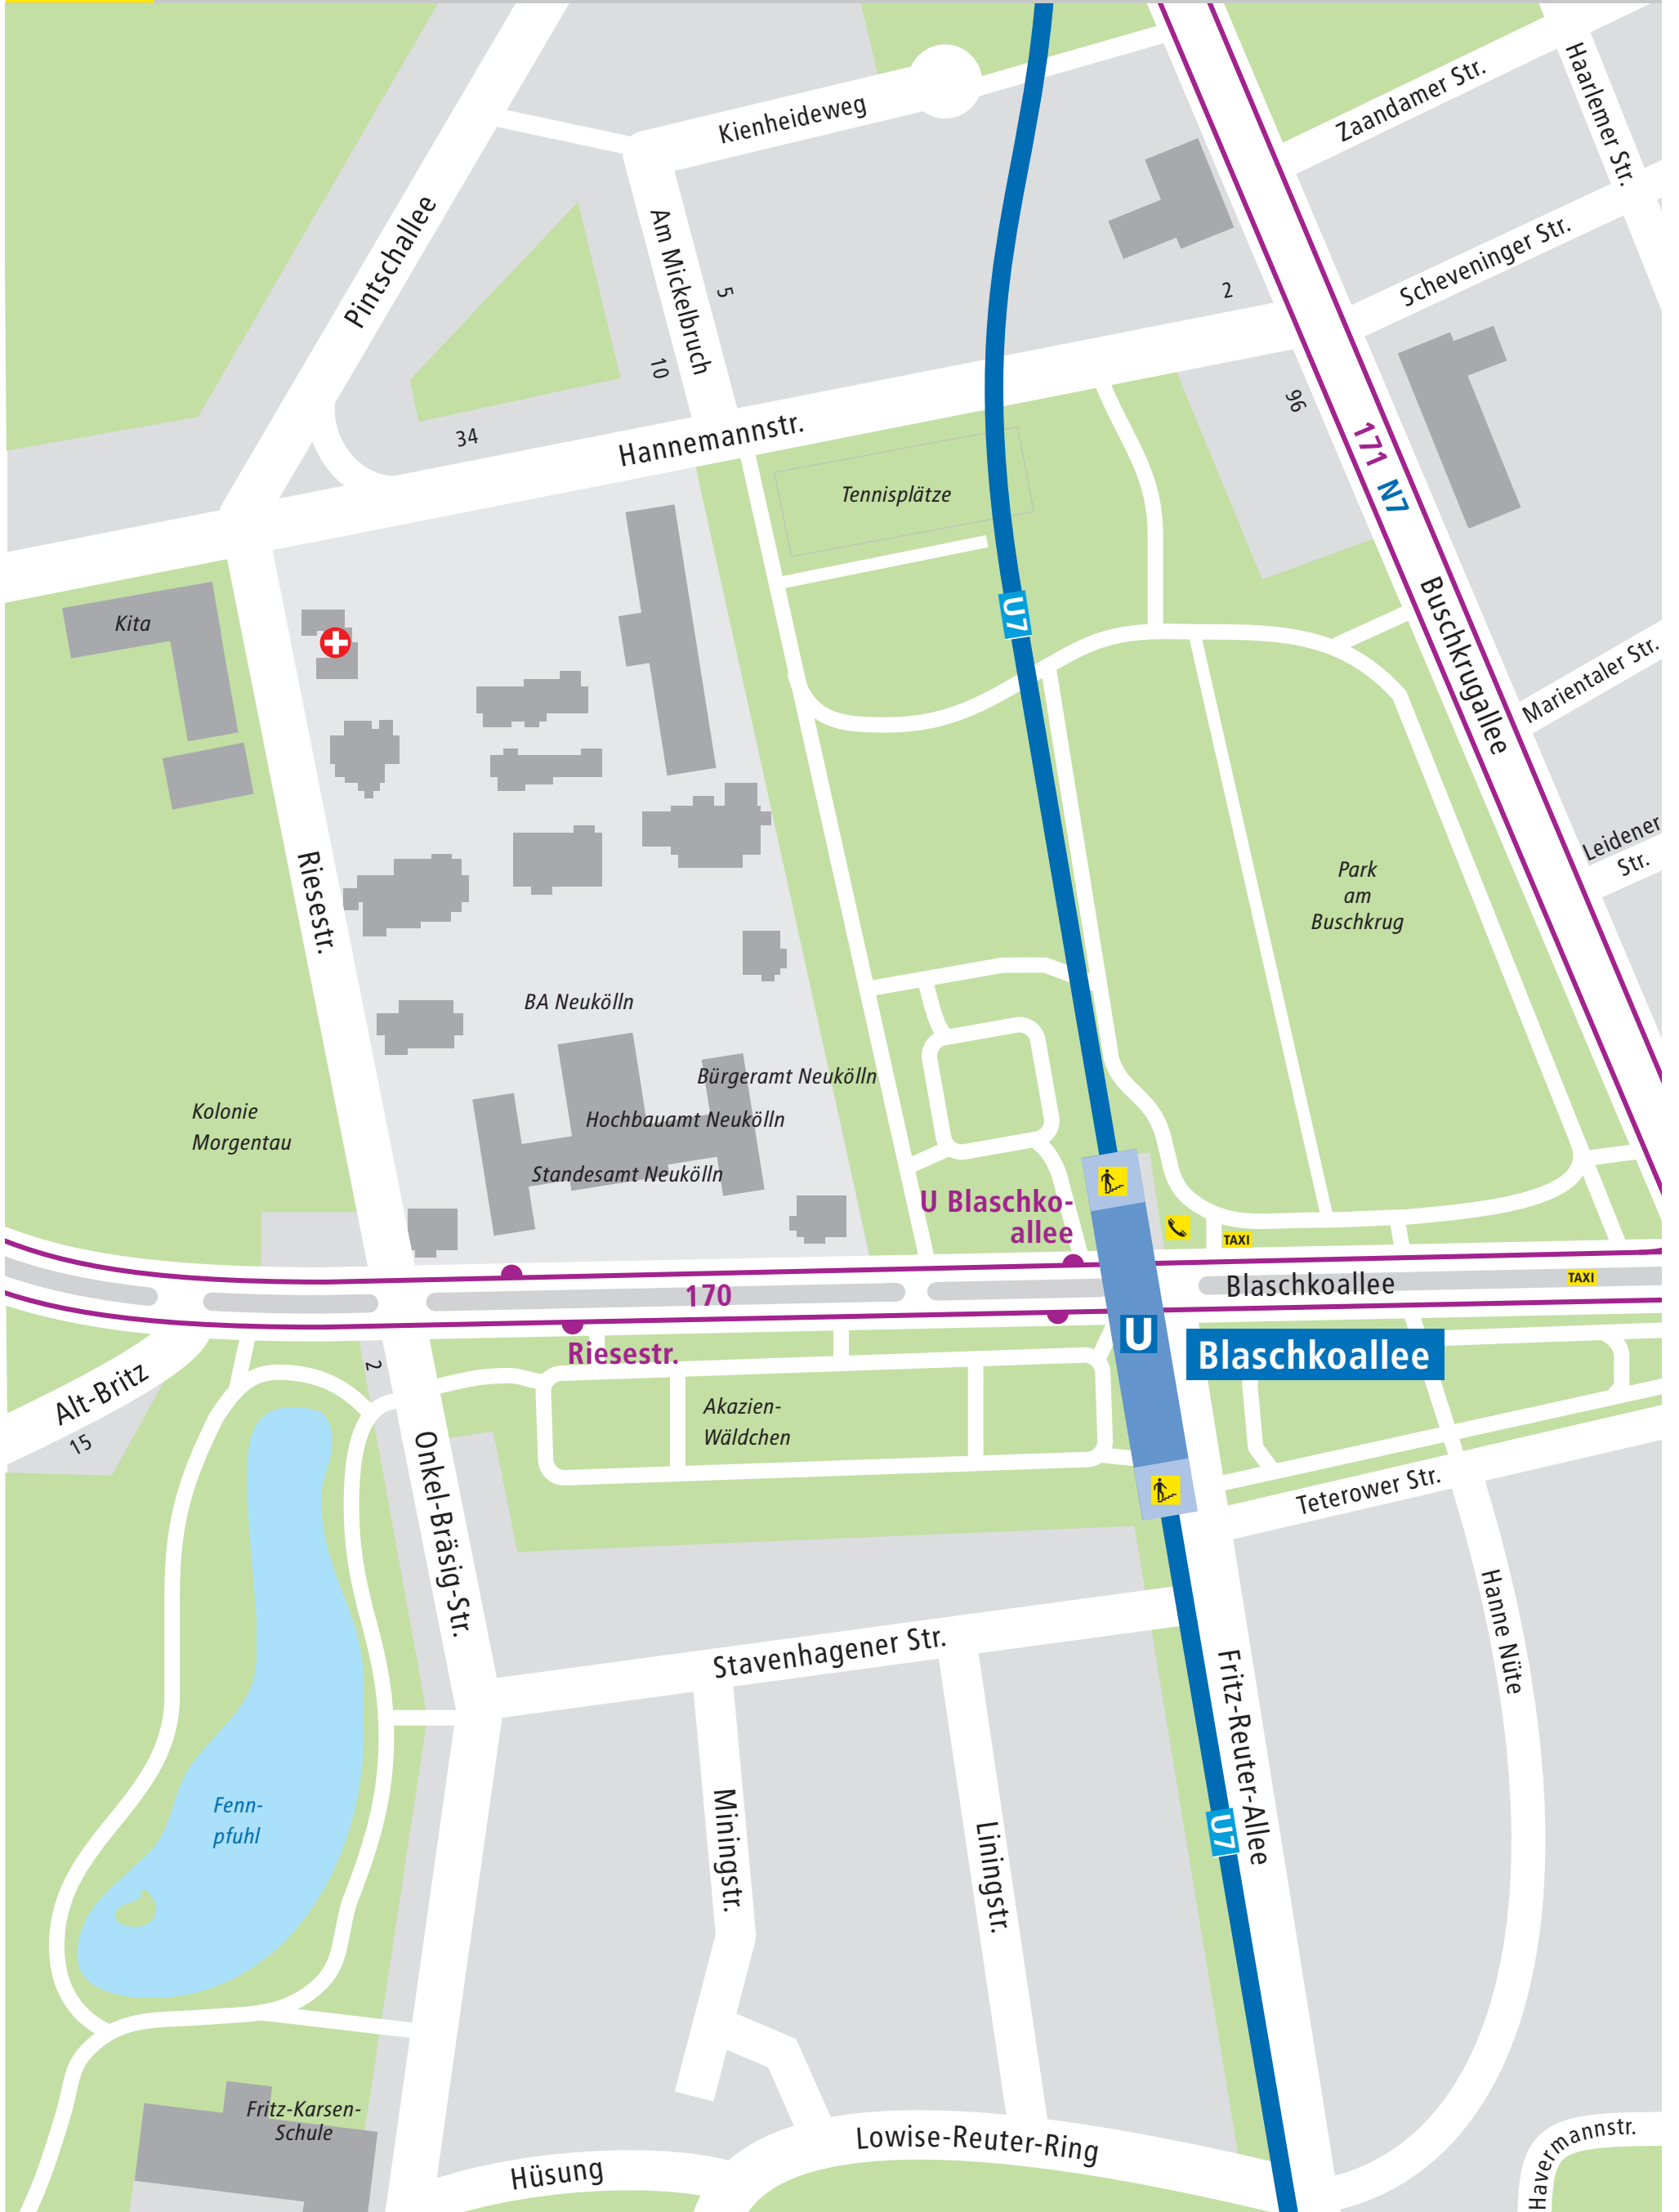 Kienheideweg
Zaandamer Str.
Haarlemer Str.
Pintschallee
Am Mickelbruch
5
10
2
Scheveninger Str.
34
Hannemannstr.
96
171 N7
Tennisplätze
U7
Kita
Buschkrugallee
Marientaler Str.
Leidener
Str.
Riesestr.
Park
am
Buschkrug
BA Neukölln
Bürgeramt Neukölln
Hochbauamt Neukölln
Standesamt Neukölln
Kolonie
Morgentau
U Blaschko-
allee
TAXI
170
Blaschkoallee
TAXI
U
Blaschkoallee
Riesestr.
2
Alt-Britz
15
Akazien-
Wäldchen
Onkel-Bräsig-Str.
Teterower Str.
Hanne Nüte
Stavenhagener Str.
Fritz-Reuter-Allee
U7
Miningstr.
Liningstr.
Fenn-
pfuhl
Fritz-Karsen-
Schule
Hüsung
Lowise-Reuter-Ring
Havermannstr.